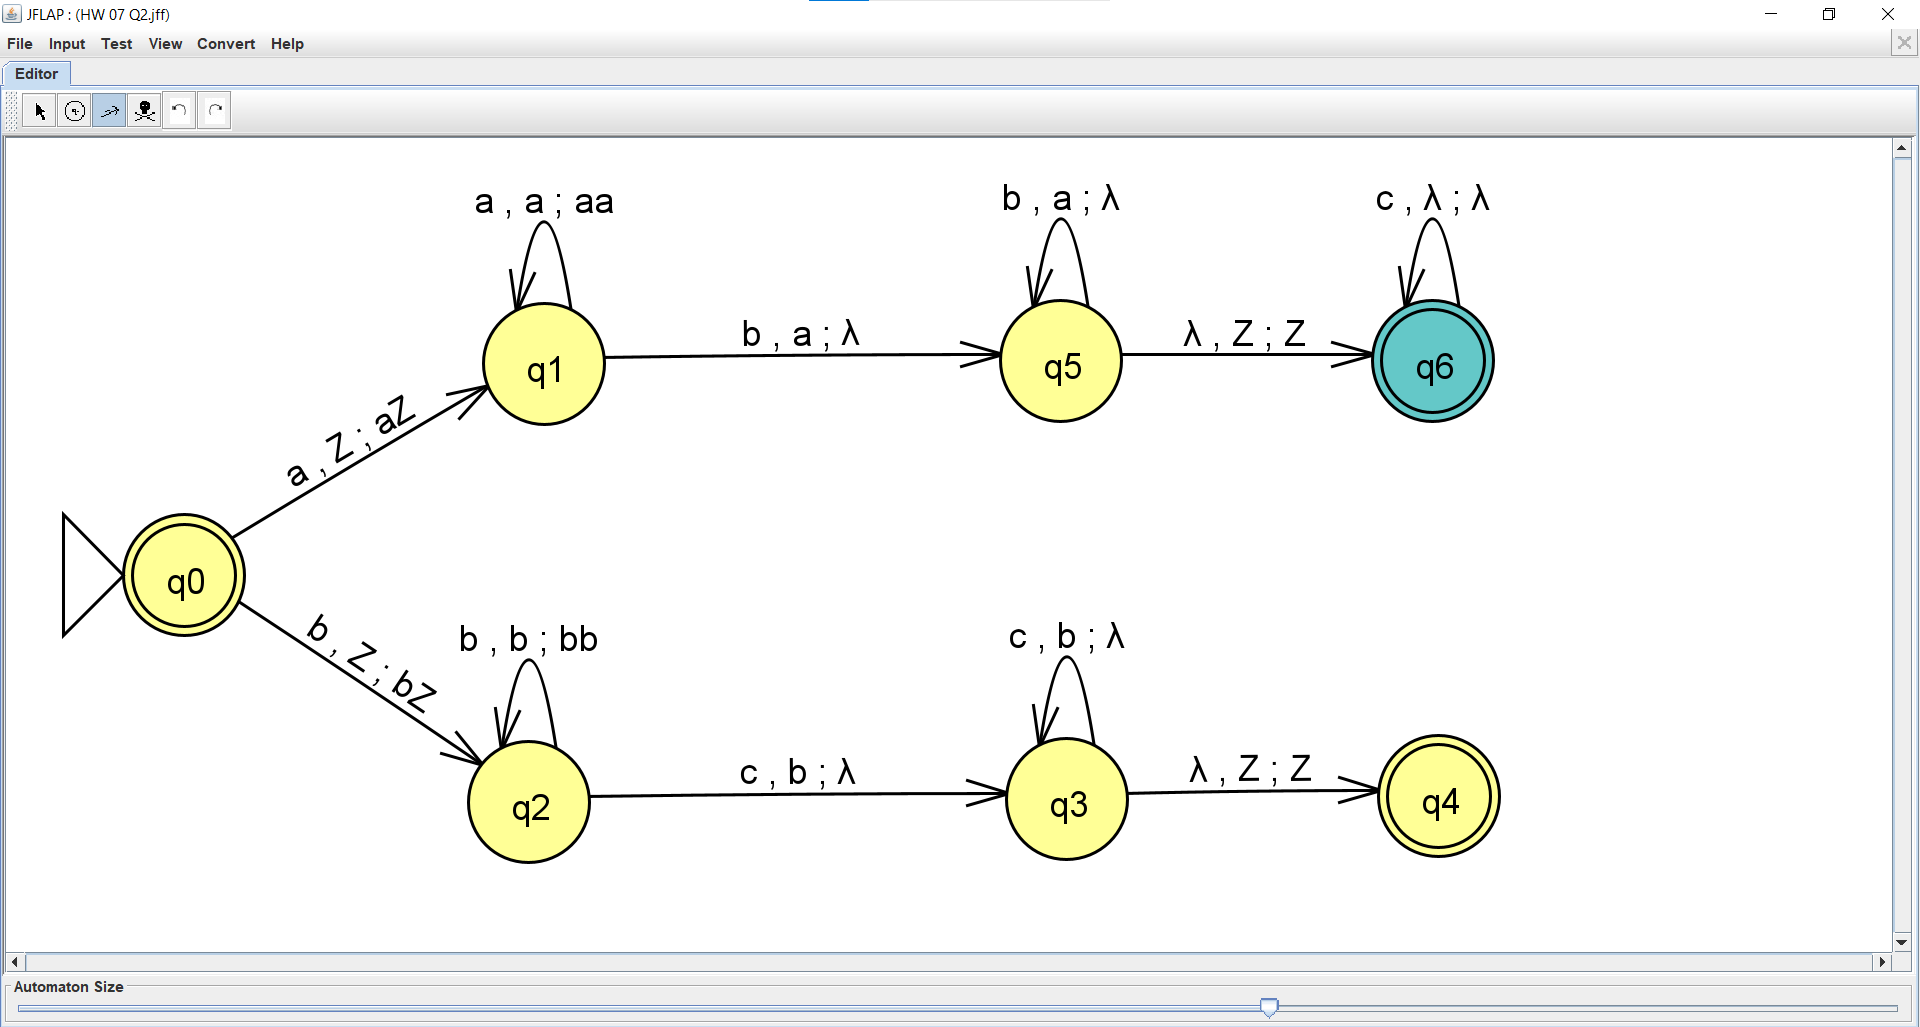 JFLAP : (HW 07 Q2.jff)
File Input Test View Convert Help
Editor
a , a ; aa
b , a ; λ
c , λ ; λ
b , a ; λ
λ , Z ; Z
q1
q5
q6
a , Z ; aZ
q0
b , Z ; bZ
b , b ; bb
c , b ; λ
c , b ; λ
λ , Z ; Z
q2
q3
q4
Automaton Size